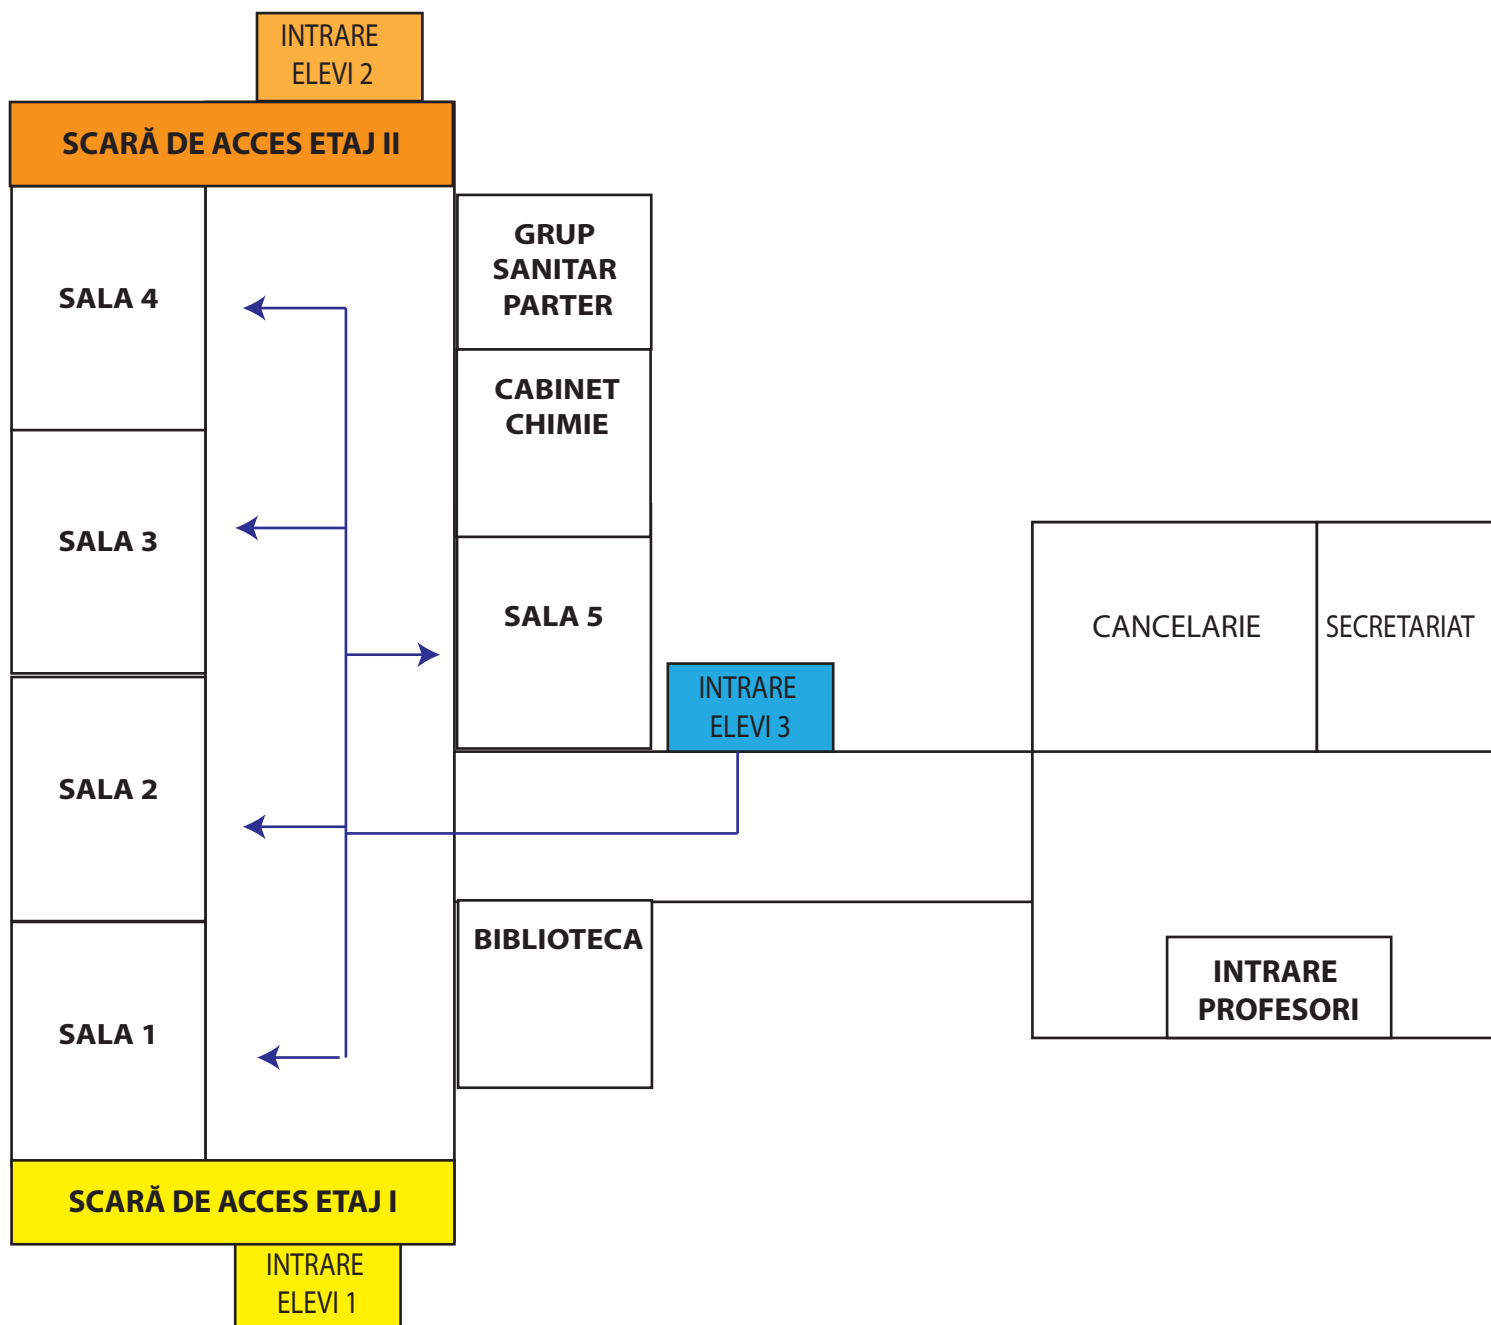 INTRARE
ELEVI 2
SCARĂ DE ACCES ETAJ II
SALA 4
GRUP
SANITAR
PARTER
CABINET
CHIMIE
SALA 3
SALA 5
CANCELARIE
SECRETARIAT
INTRARE
ELEVI 3
SALA 2
BIBLIOTECA
INTRARE
PROFESORI
SALA 1
SCARĂ DE ACCES ETAJ I
INTRARE
ELEVI 1